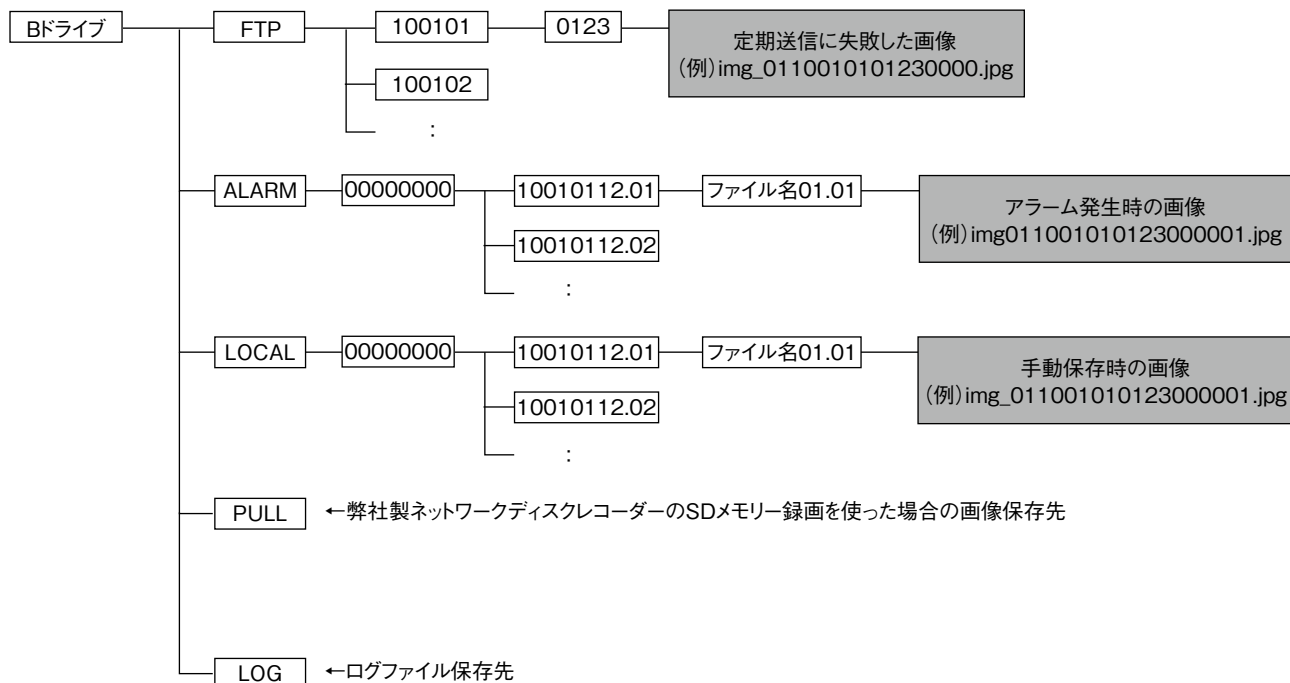 Bドライブ
FTP
100101
0123
定期送信に失敗した画像
（例）img_0110010101230000.jpg
100102
：
ALARM
00000000
10010112.01
ファイル名01.01
アラーム発生時の画像
（例）img011001010123000001.jpg
10010112.02
：
LOCAL
00000000
10010112.01
ファイル名01.01
手動保存時の画像
（例）img_011001010123000001.jpg
10010112.02
：
PULL
←弊社製ネットワークディスクレコーダーのSDメモリー録画を使った場合の画像保存先
LOG
←ログファイル保存先